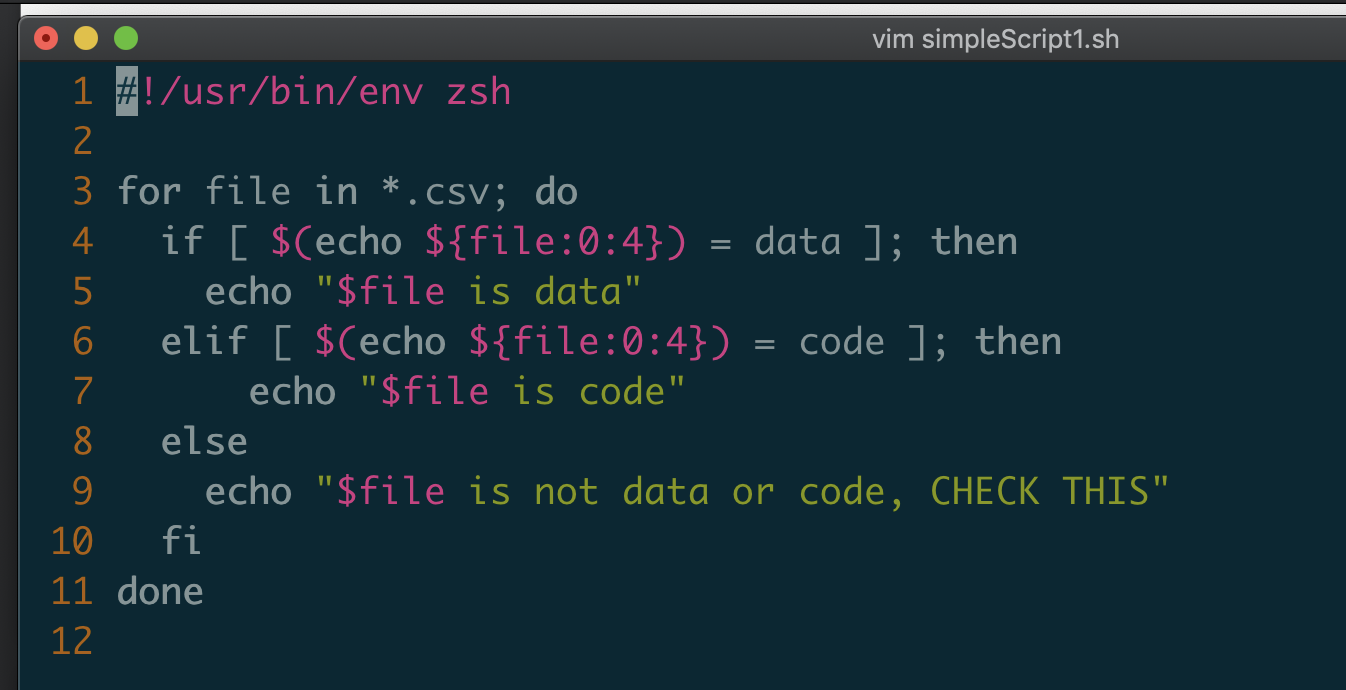 vim simpleScript1.sh
1 #!/usr/bin/env zsh
2
3 for file in *.csv; do
4   if [ $(echo ${file:0:4}) = data ]; then
5     echo "$file is data"
6   elif [ $(echo ${file:0:4}) = code ]; then
7       echo "$file is code"
8   else
9     echo "$file is not data or code, CHECK THIS"
10   fi
11 done
12